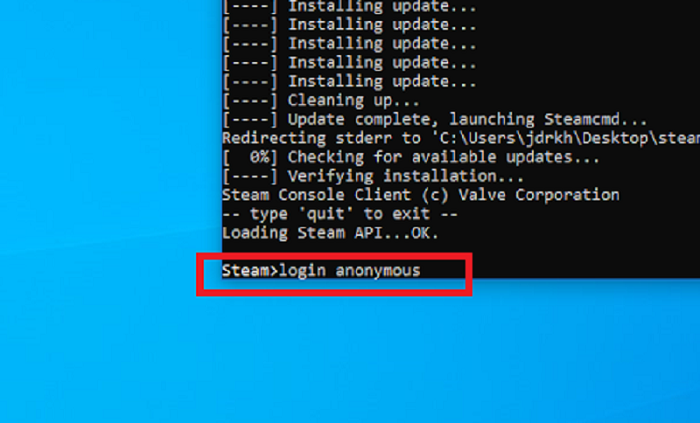 [----] Installing update...
[----] Installing update...
[----] Installing update...
[----] Installing update...
[----] Installing update...
[----] Cleaning up...
[----] Update complete, launching Steamcmd...
Redirecting stderr to 'C:\Users\jdrkh\Desktop\steam
[  0%] Checking for available updates...
[----] Verifying installation...
Steam Console Client (c) Valve Corporation
-- type 'quit' to exit --
Loading Steam API...OK.
Steam>login anonymous